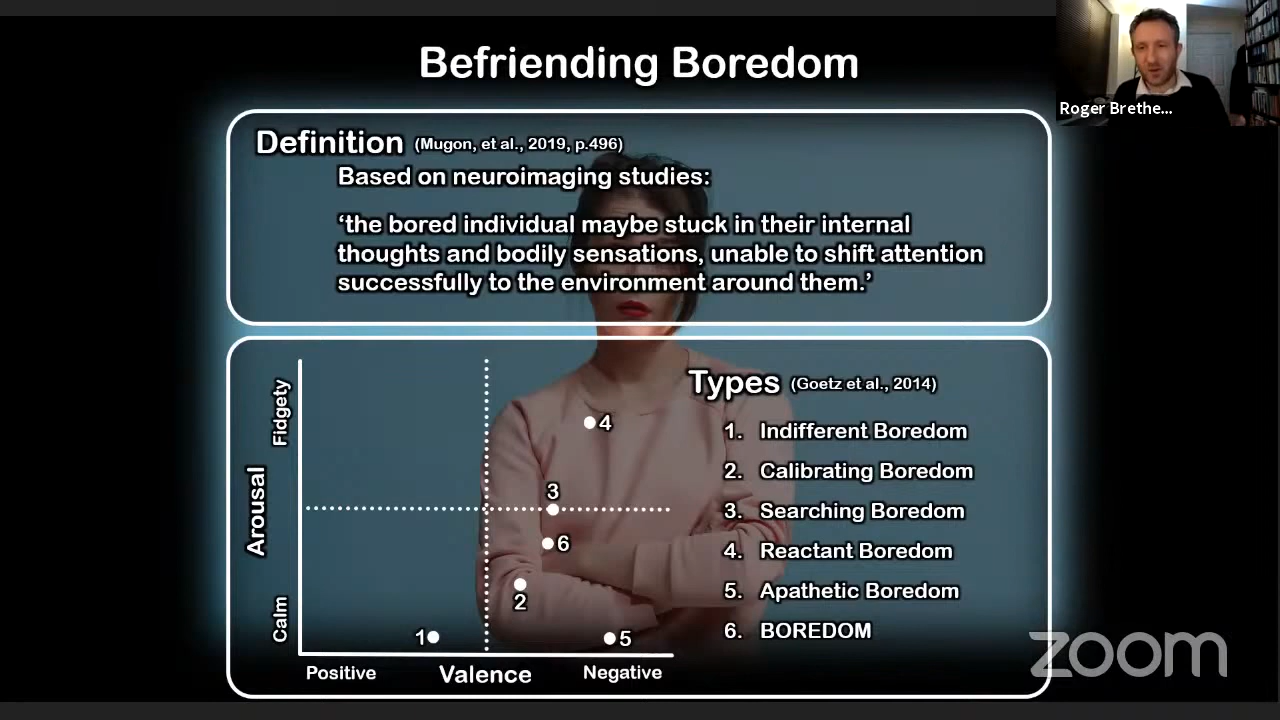 Befriending Boredom
Roger Brethe...
Definition (Mugon, et al., 2019, p.496)
Based on neuroimaging studies:
‘the bored individual maybe stuck in their internal
thoughts and bodily sensations, unable to shift attention
successfully to the environment around them.’
Arousal
Fidgety
Calm
4
3
6
2
1
5
Positive
Valence
Negative
Types (Goetz et al., 2014)
1. Indifferent Boredom
2. Calibrating Boredom
3. Searching Boredom
4. Reactant Boredom
5. Apathetic Boredom
6. BOREDOM
zoom